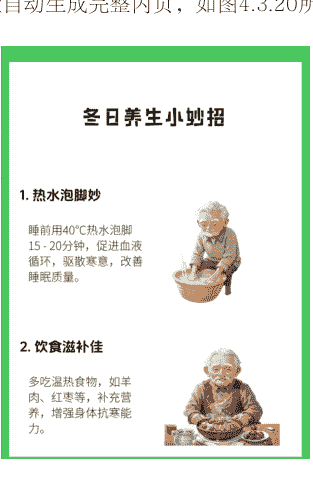 自动生成完整内页，如图4.3.20所
冬日养生小妙招
1. 热水泡脚妙
睡前用40℃热水泡脚
15 - 20分钟，促进血液
循环，驱散寒意，改善
睡眠质量。
2. 饮食滋补佳
多吃温热食物，如羊
肉、红枣等，补充营
养，增强身体抗寒能
力。